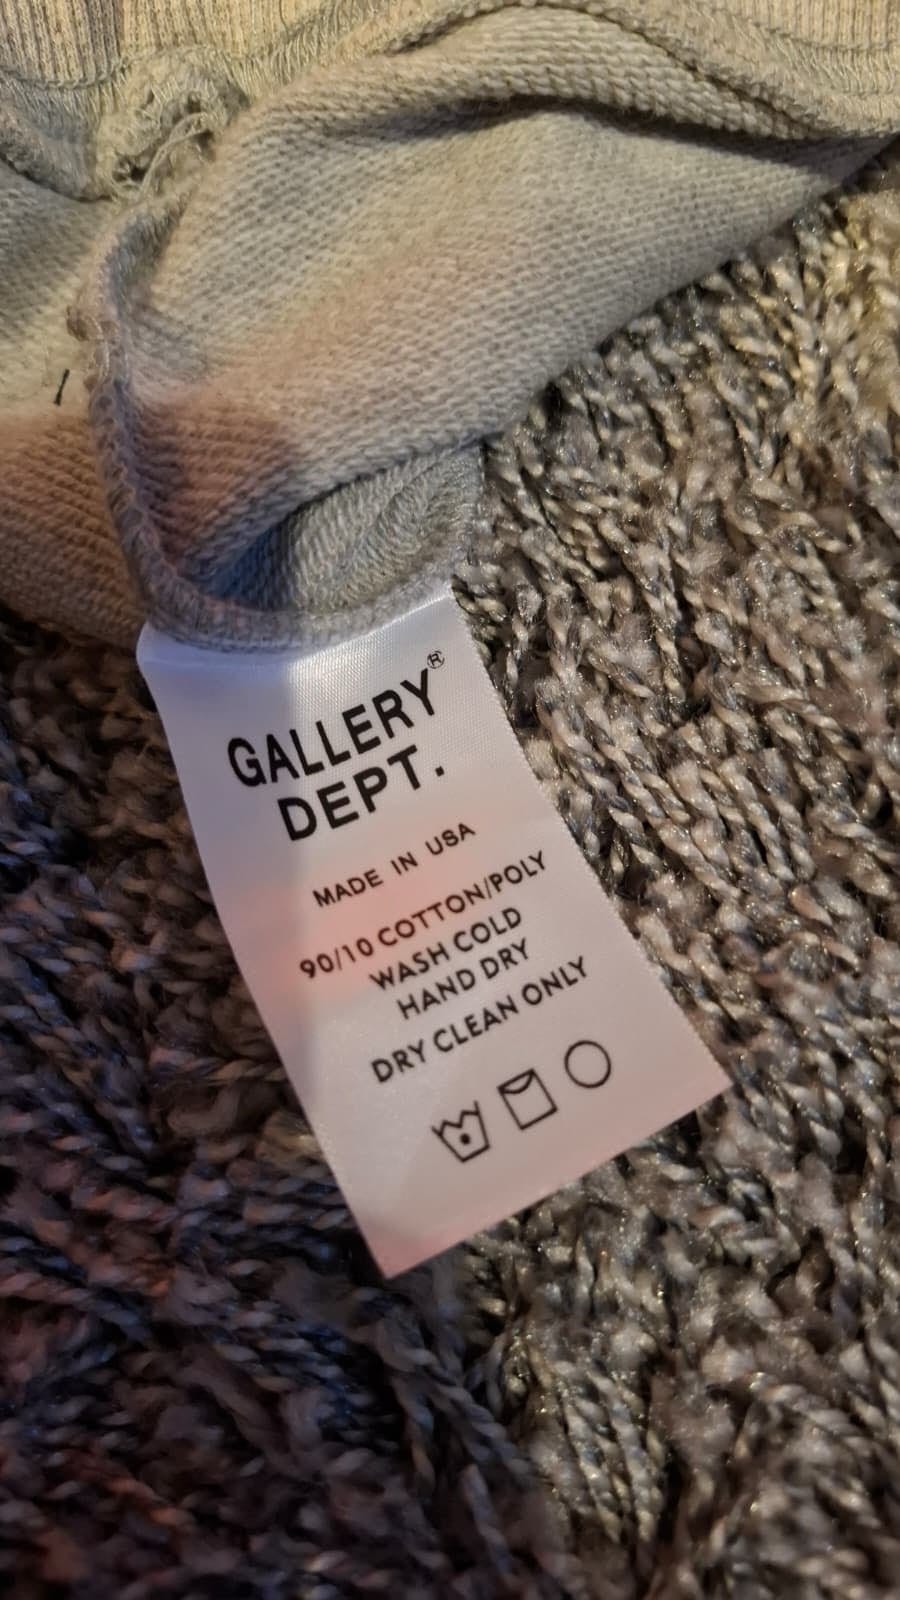 GALLERY®
DEPT.
MADE IN USA
90/10 COTTON/POLY
WASH COLD
HAND DRY
DRY CLEAN ONLY